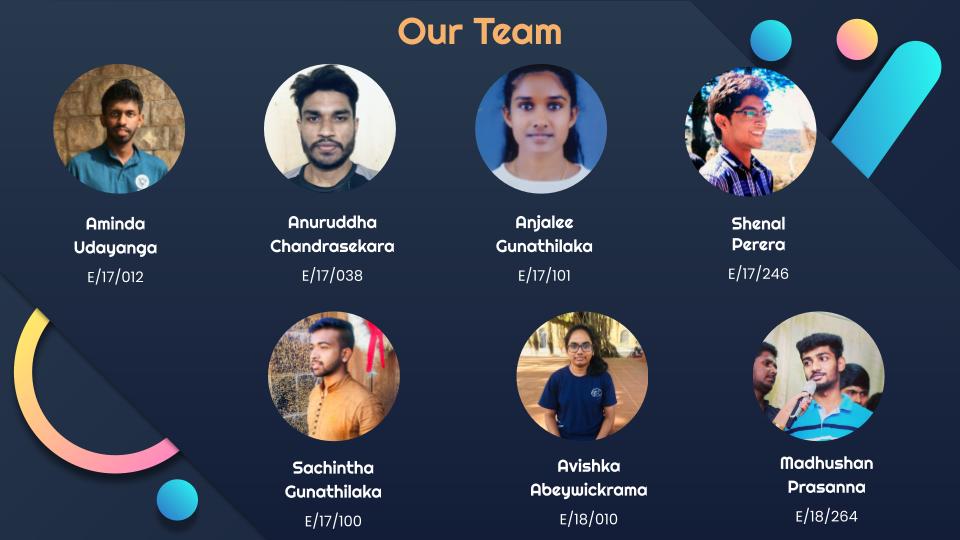 Our Team
Aminda
Udayanga
E/17/012
Anuruddha
Chandrasekara
E/17/038
Anjalee
Gunathilaka
E/17/101
Shenal
Perera
E/17/246
Sachintha
Gunathilaka
E/17/100
Avishka
Abeywickrama
E/18/010
Madhushan
Prasanna
E/18/264